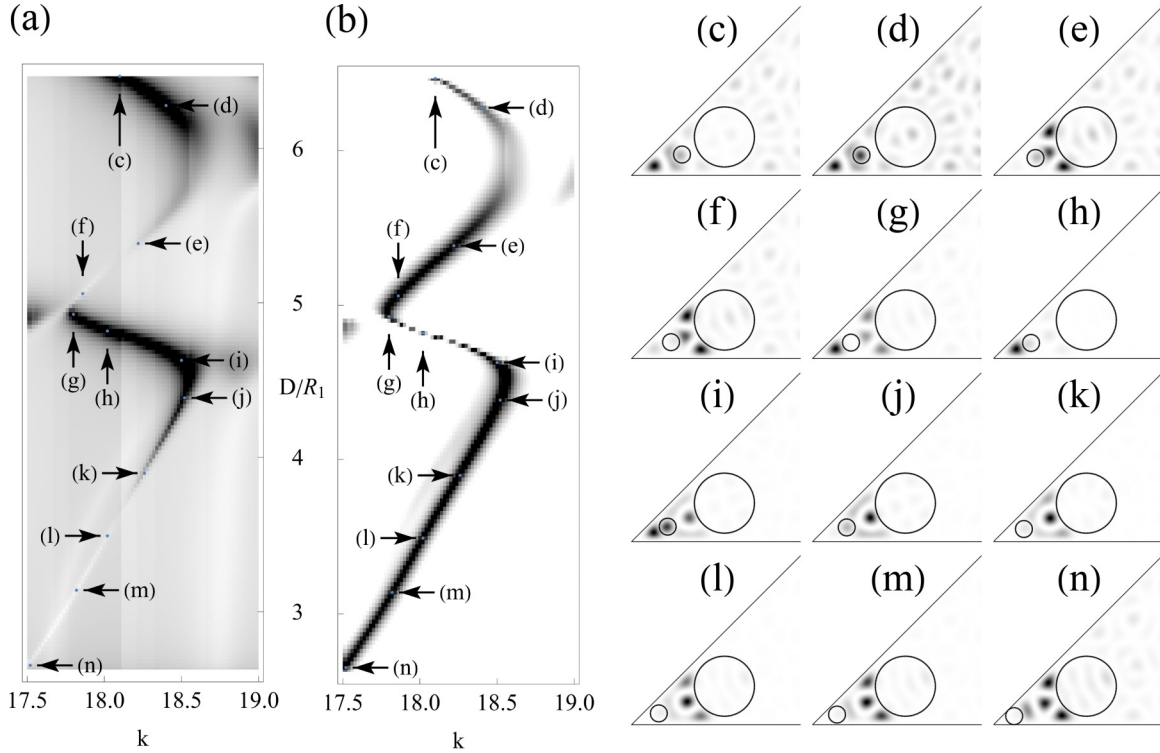 (a)
(b)
(c)
(d)
(e)
(d)
(c)
(f)
(e)
(g)
(h)
(i)
(j)
(k)
(l)
(m)
(n)
17.5
18.0
18.5
19.0
k
D/R1
6
5
4
3
(d)
(c)
(f)
(e)
(g)
(h)
(i)
(j)
(k)
(l)
(m)
(n)
17.5
18.0
18.5
19.0
k
(f)
(g)
(h)
(i)
(j)
(k)
(l)
(m)
(n)